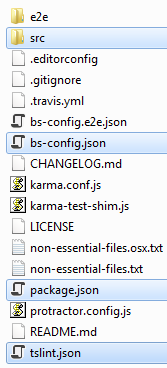 e2e
src
.editorconfig
.gitignore
.travis.yml
bs-config.e2e.json
bs-config.json
CHANGELOG.md
karma.conf.js
karma-test-shim.js
LICENSE
non-essential-files.osx.txt
non-essential-files.txt
package.json
protractor.config.js
README.md
tslint.json